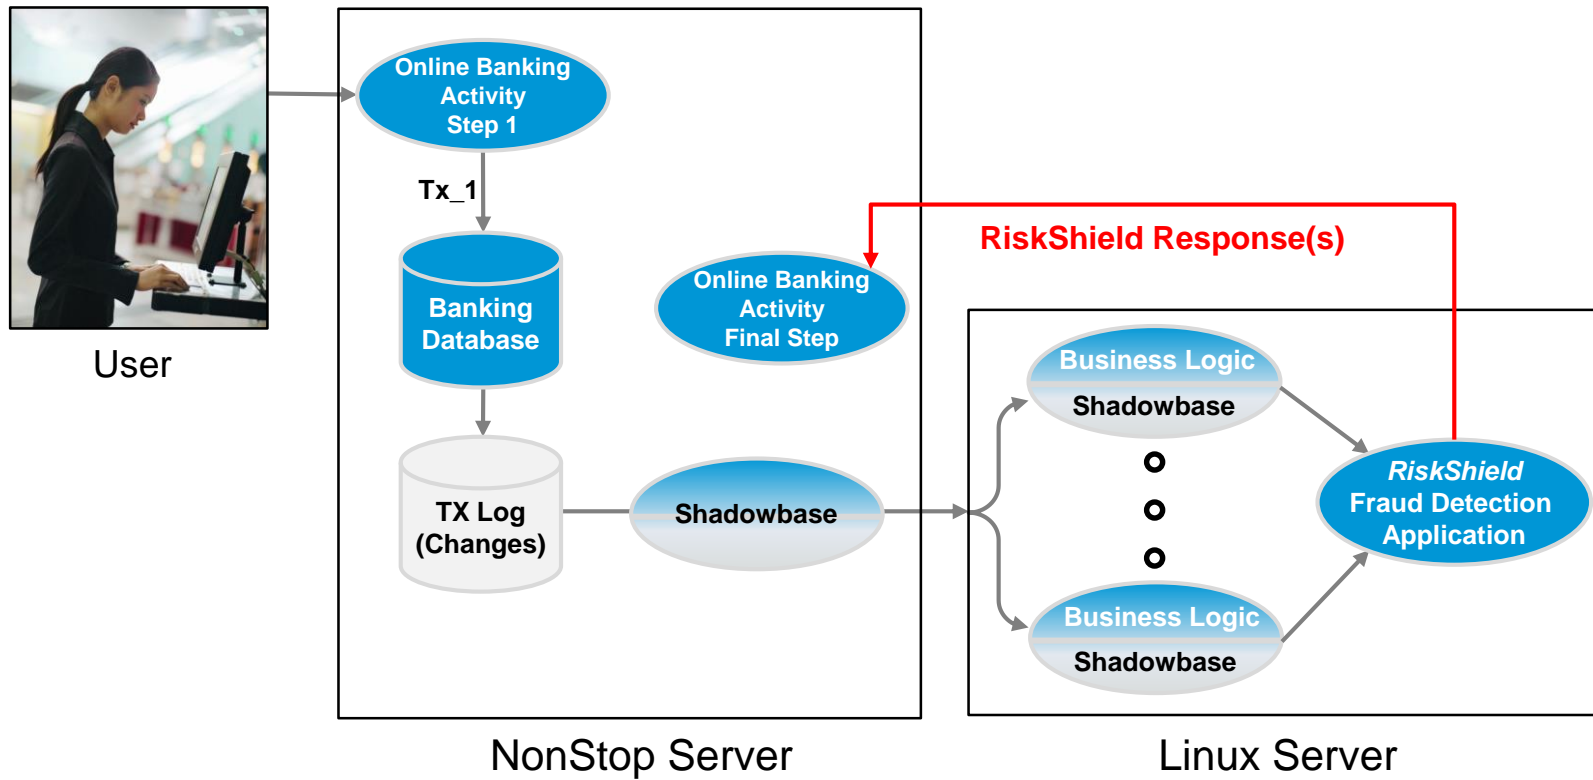 Online Banking
Activity
Step 1
Tx_1
Banking
Database
TX Log
(Changes)
Shadowbase
Online Banking
Activity
Final Step
RiskShield Response(s)
Business Logic
Shadowbase
Business Logic
Shadowbase
RiskShield
Fraud Detection
Application
User
NonStop Server
Linux Server